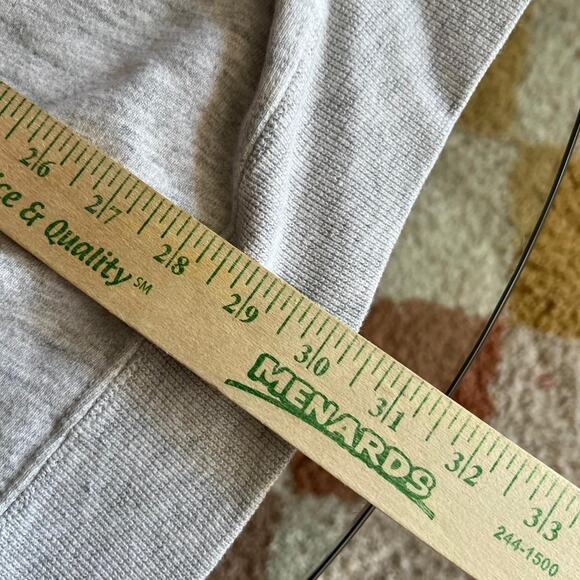 26 27 28 29 30 31 32 33
ce & Quality SM
MENARDS
244-1500